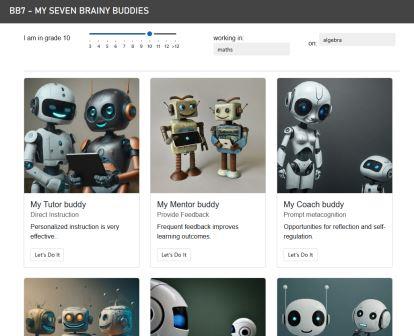 BB7 - MY SEVEN BRAINY BUDDIES
I am in grade 10
3 4 5 6 7 8 9 10 11 12 >12
working in:
maths
on:
algebra
My Tutor buddy
Direct Instruction
Personalized instruction is very
effective.
Let's Do It
My Mentor buddy
Provide Feedback
Frequent feedback improves
learning outcomes.
Let's Do It
My Coach buddy
Prompt metacognition
Opportunities for reflection and self-
regulation.
Let's Do It